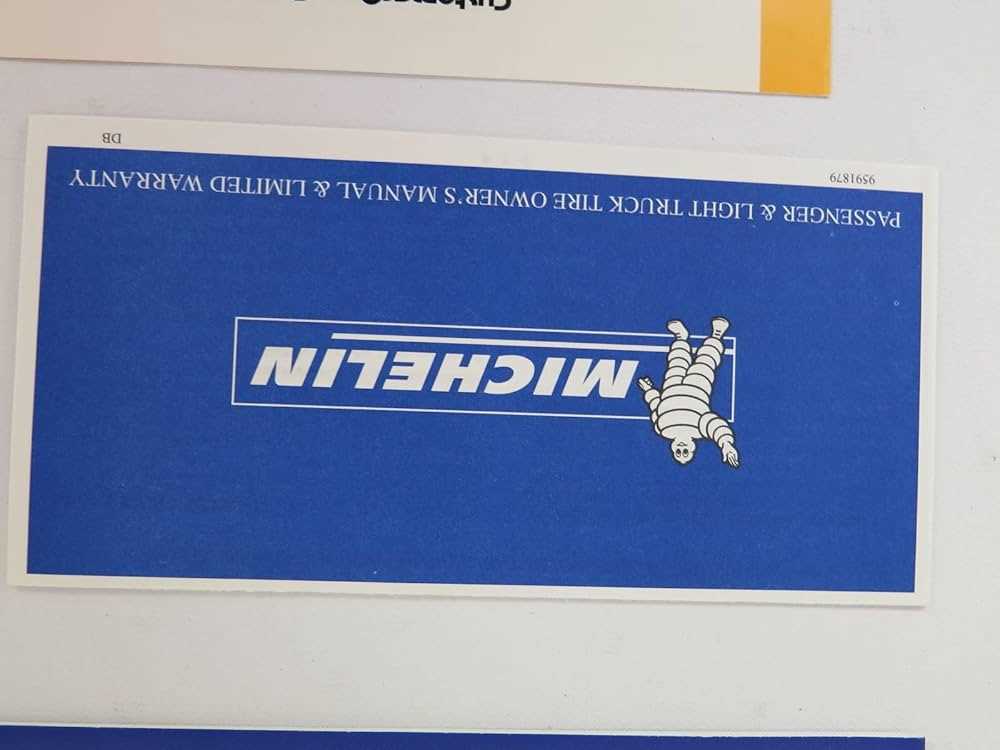 MICHELIN
PASSENGER & LIGHT TRUCK TIRE OWNER'S MANUAL & LIMITED WARRANTY
9591879
DB